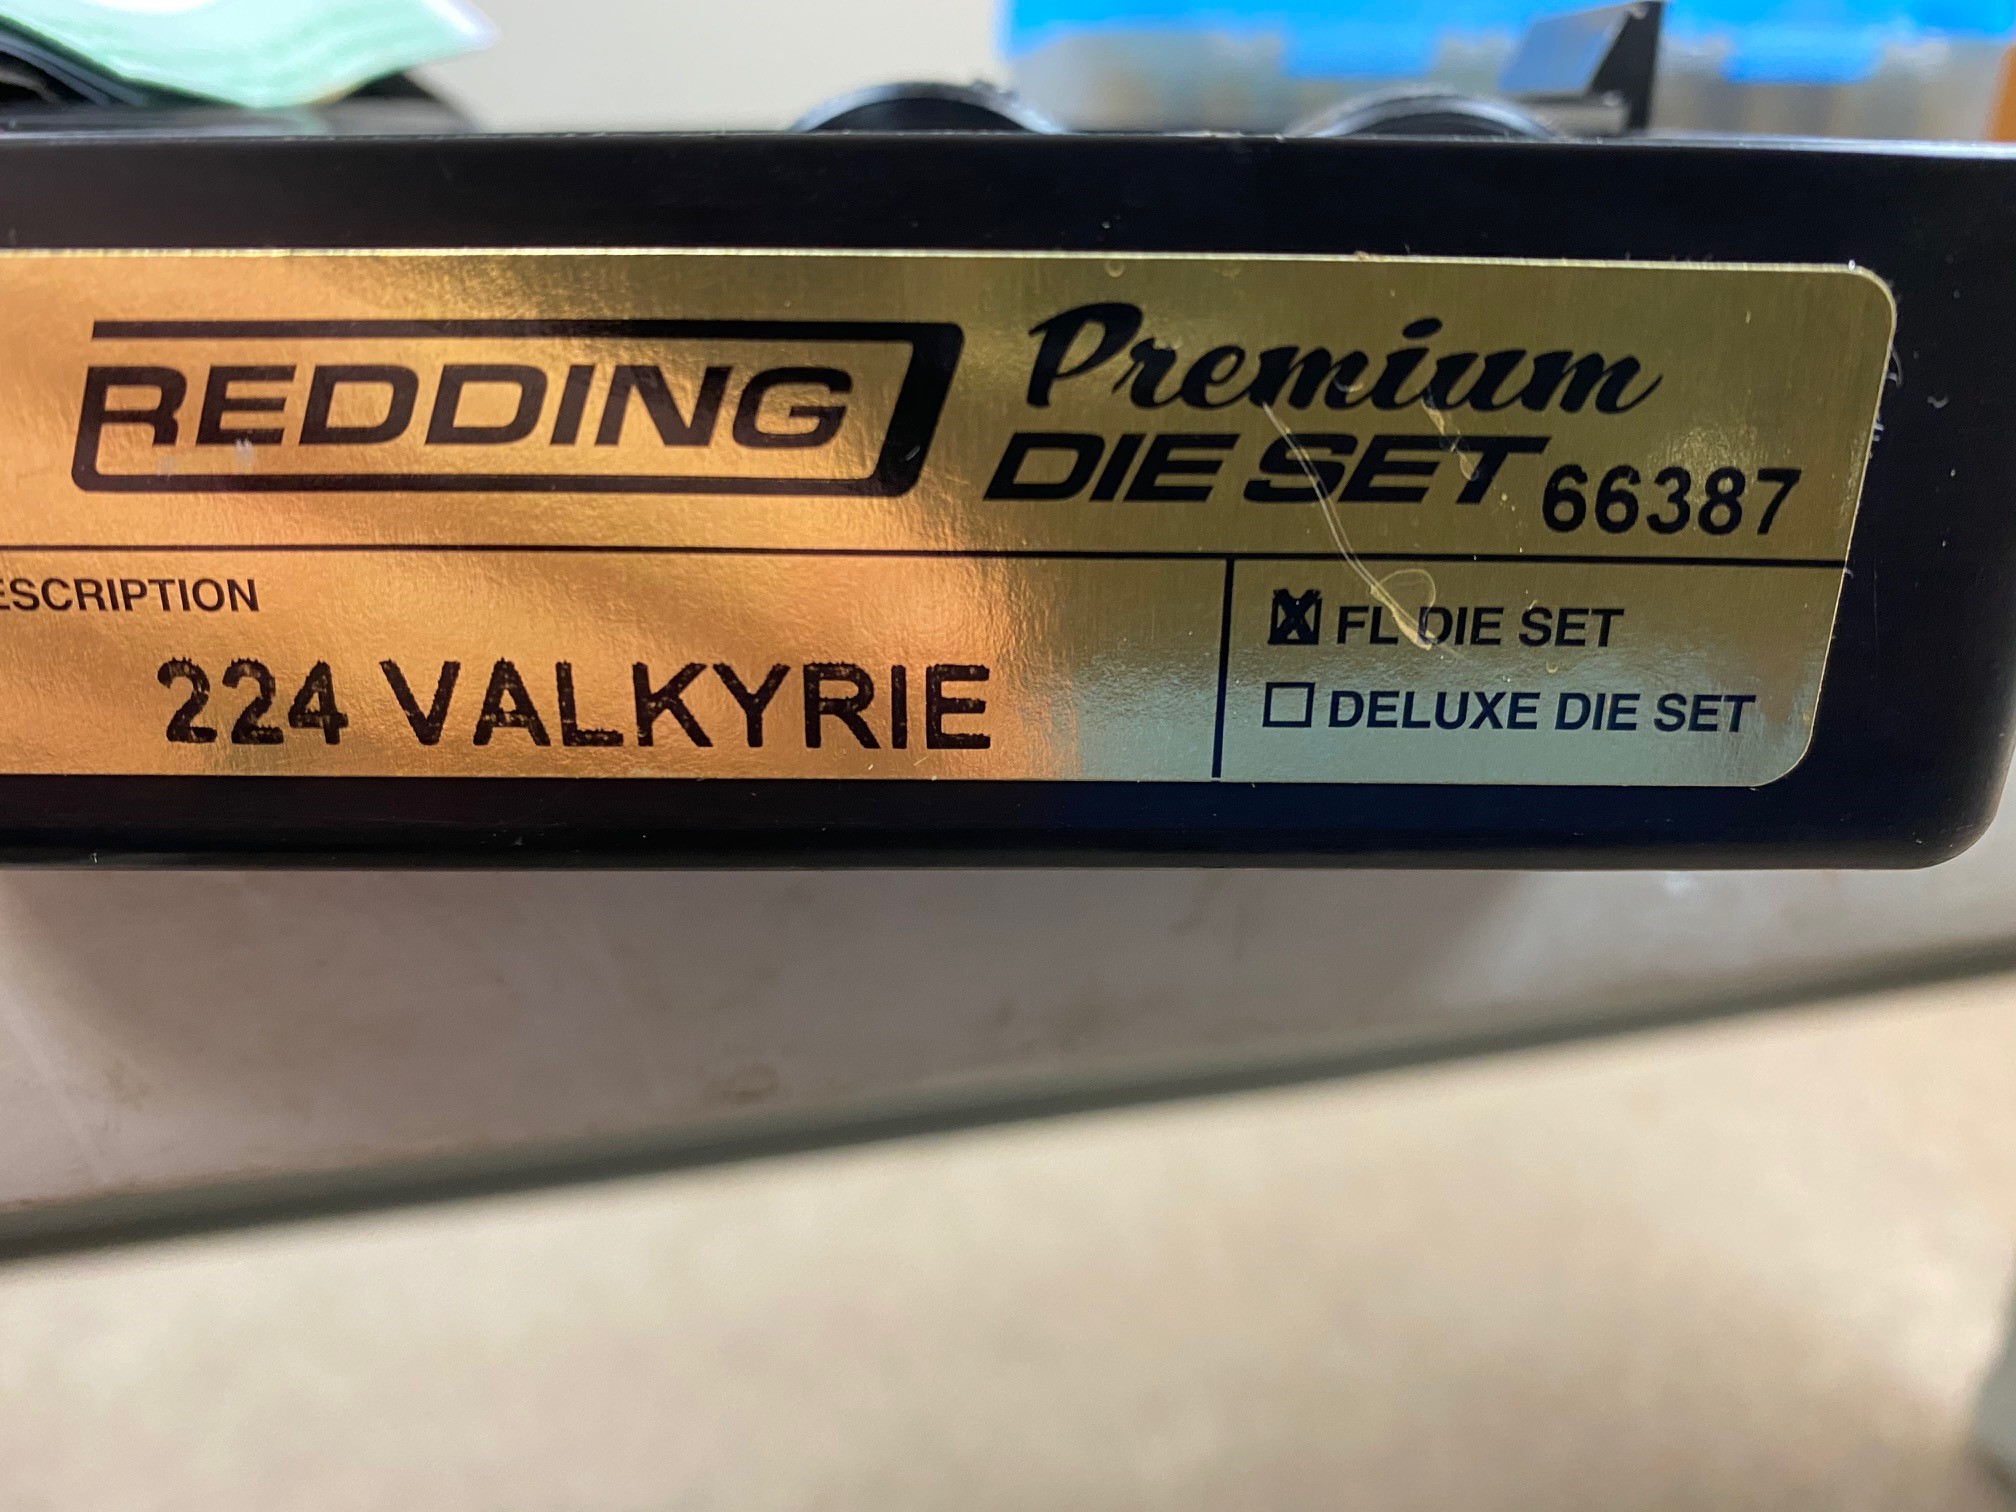 REDDING Premium
DIE SET 66387
ESCRIPTION
224 VALKYRIE
FL DIE SET
DELUXE DIE SET